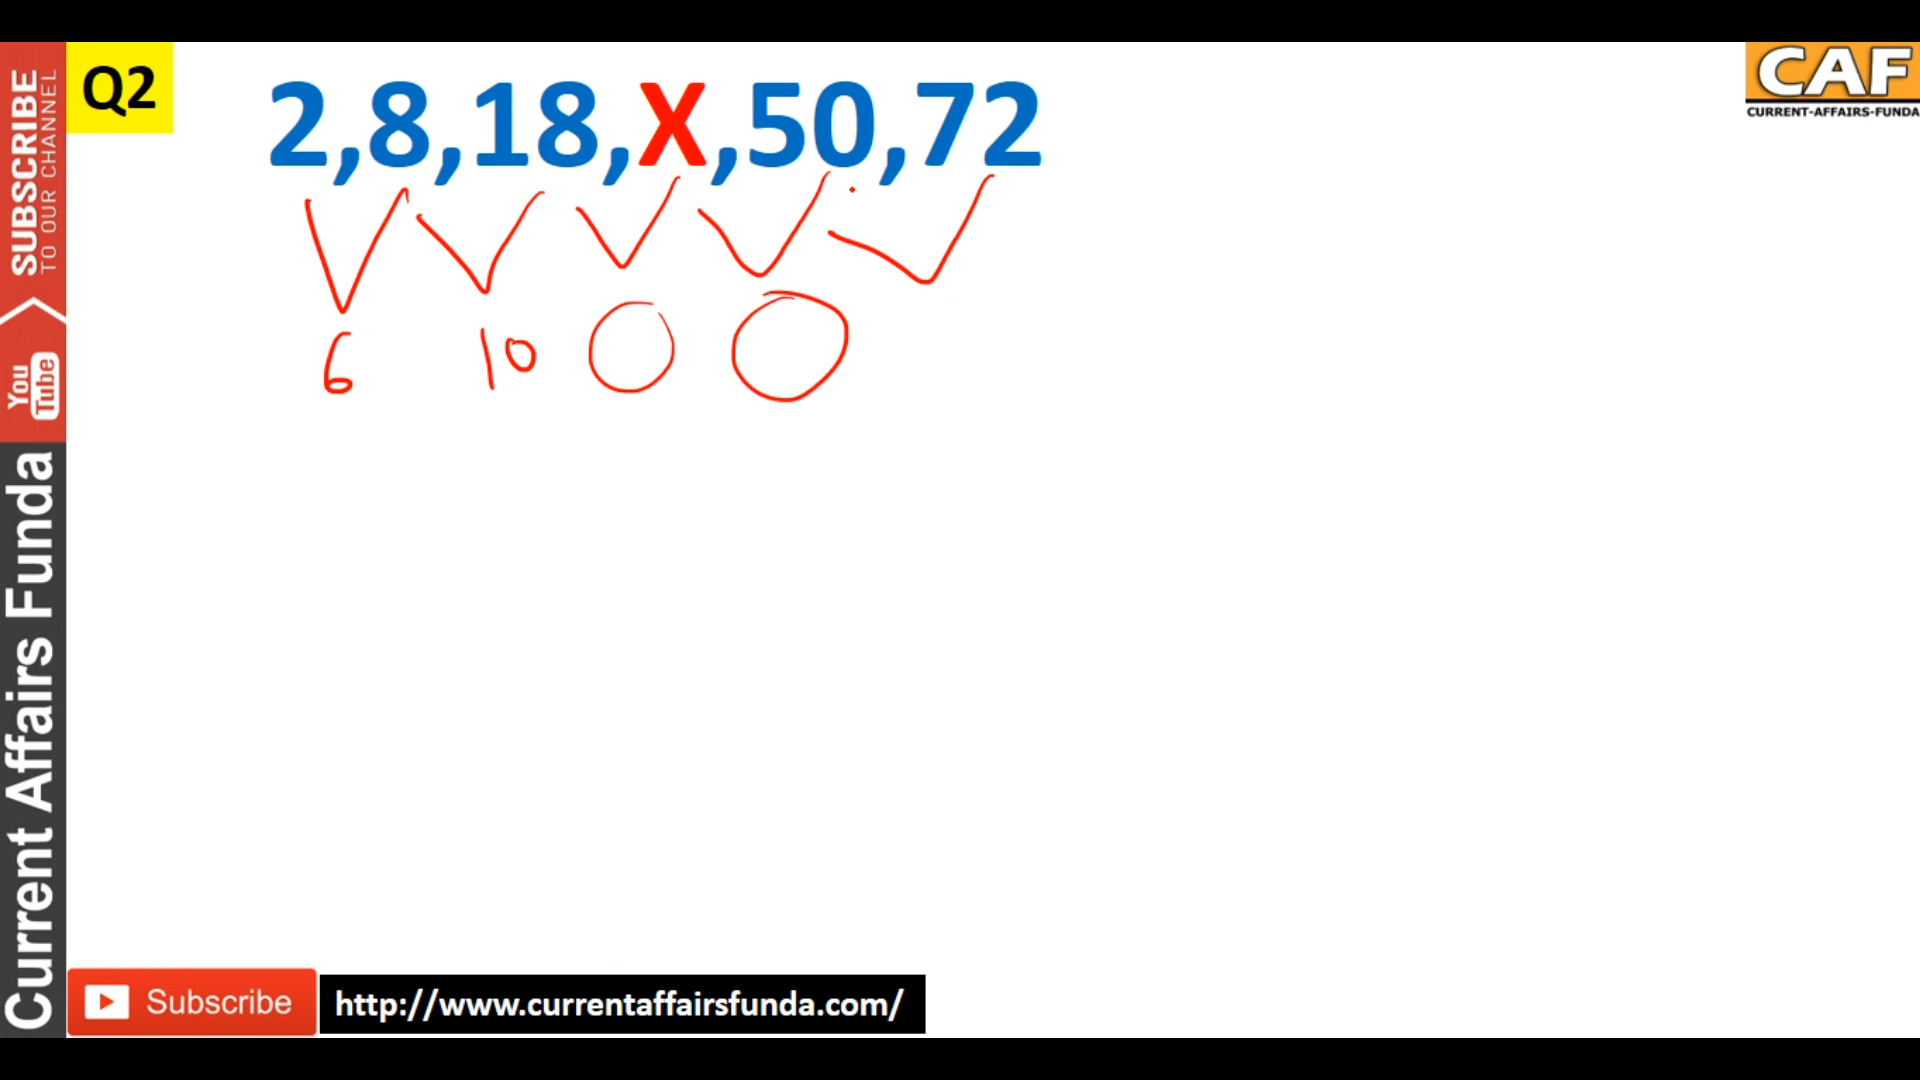 Q2
2,8,18,X,50,72
6 10
CAF
CURRENT-AFFAIRS-FUNDA
SUBSCRIBE
TO OUR CHANNEL
You
Tube
Current Affairs Funda
Subscribe
http://www.currentaffairsfunda.com/